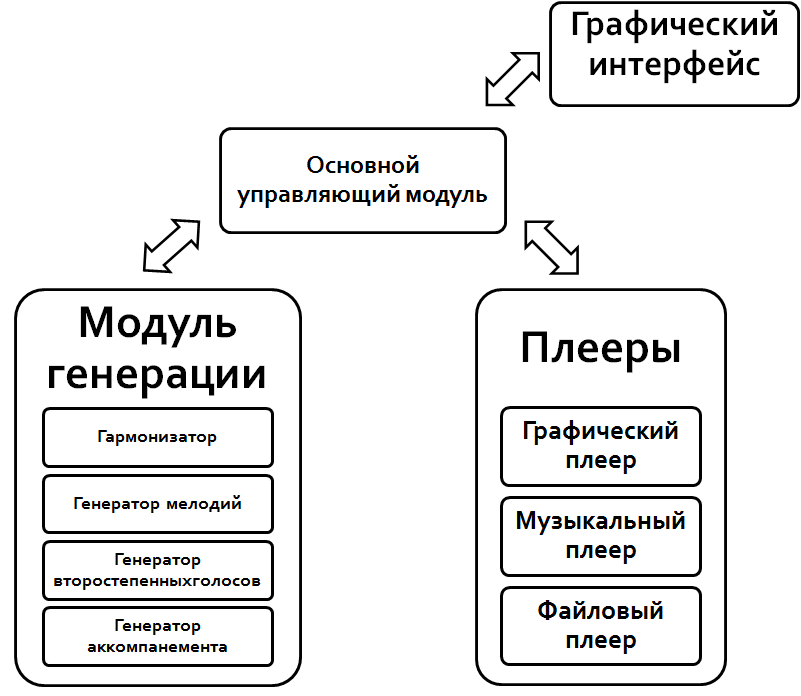 Графический
интерфейс
Основной
управляющий модуль
Модуль
генерации
Гармонизатор
Генератор мелодий
Генератор
второстепенныхголосов
Генератор
аккомпанемента
Плееры
Графический
плеер
Музыкальный
плеер
Файловый
плеер